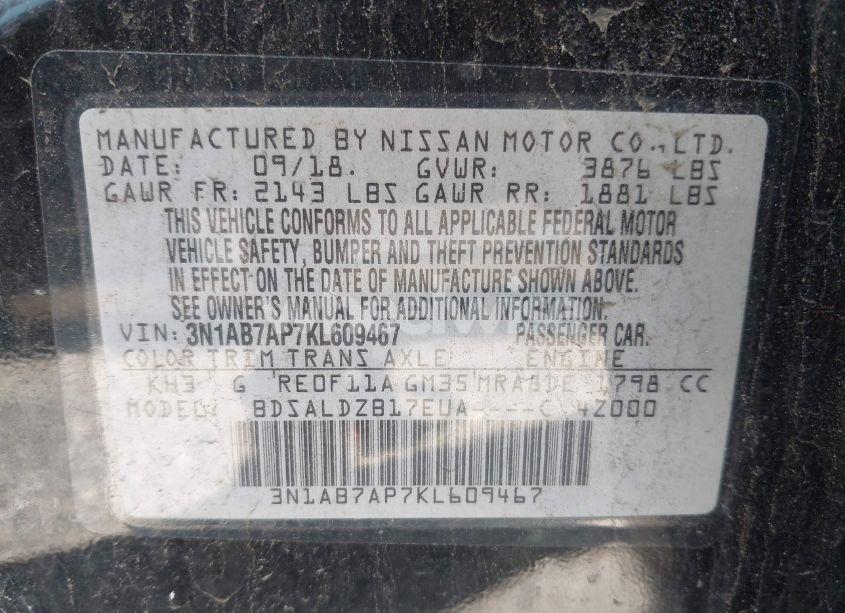 MANUFACTURED BY NISSAN MOTOR CO., LTD.
DATE: 09/18. GVWR: 3876 LBS
GAWR FR: 2143 LBS GAWR RR: 1881 LBS
THIS VEHICLE CONFORMS TO ALL APPLICABLE FEDERAL MOTOR
VEHICLE SAFETY, BUMPER AND THEFT PREVENTION STANDARDS
IN EFFECT ON THE DATE OF MANUFACTURE SHOWN ABOVE.
SEE OWNER'S MANUAL FOR ADDITIONAL INFORMATION.
VIN: 3N1AB7AP7KL609467 PASSENGER CAR.
COLOR TRIM TRANS AXLE ENGINE
KH3 G RE0F11A GM35 MRA8DE 1798 CC
MODEL: BDSALDZB17EUA----C 4Z000
3N1AB7AP7KL609467